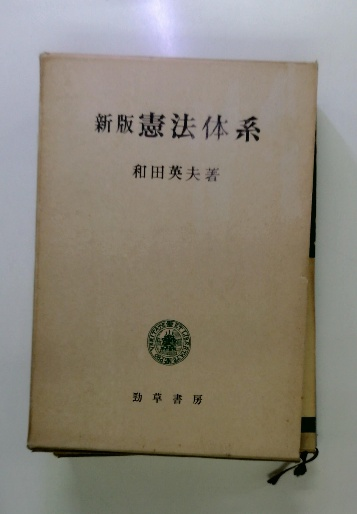 新版 憲法体系
和田英夫著
勁草書房